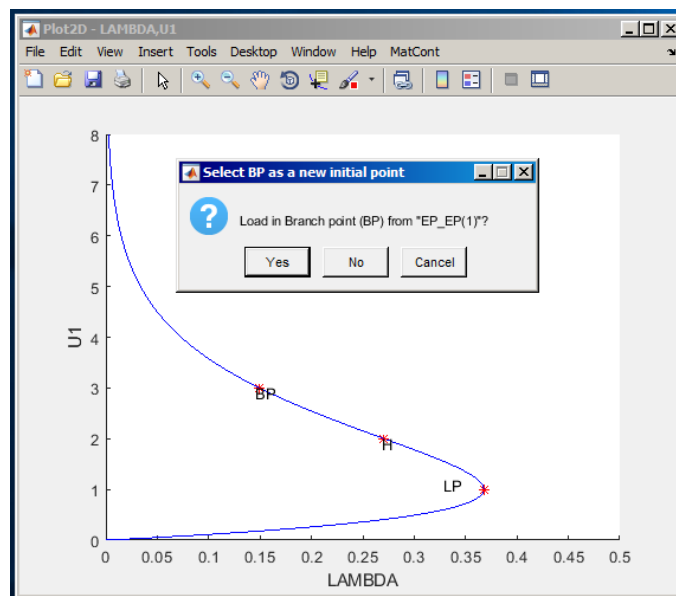 Plot2D - LAMBDA,U1
File Edit View Insert Tools Desktop Window Help MatCont
Select BP as a new initial point
Load in Branch point (BP) from "EP_EP(1)"?
Yes No Cancel
8
7
6
5
4
3
2
1
0
U1
BP
H
LP
0 0.05 0.1 0.15 0.2 0.25 0.3 0.35 0.4 0.45 0.5
LAMBDA